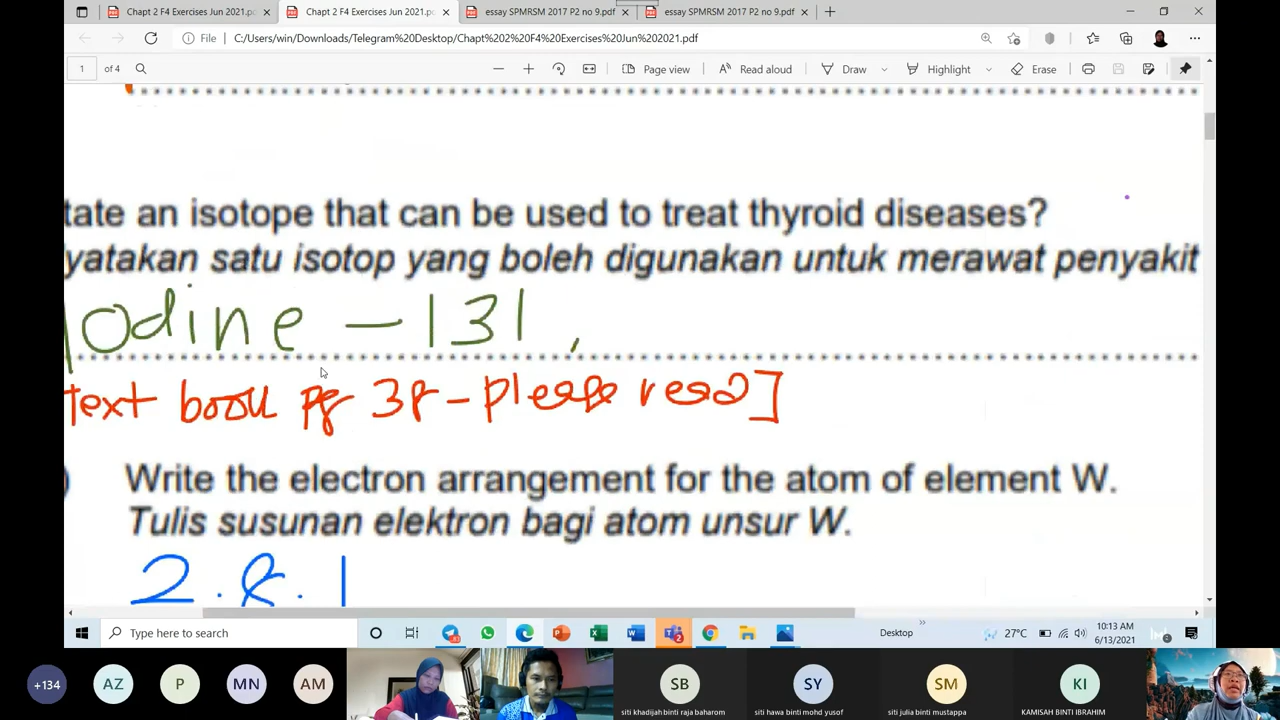 Chapt 2 F4 Exercises Jun 2021.pdf
Chapt 2 F4 Exercises Jun 2021.pc
essay SPMRSM 2017 P2 no 9.pdf
essay SPMRSM 2017 P2 no 9.pdf
File
C:/Users/win/Downloads/Telegram%20Desktop/Chapt%202%20F4%20Exercises%20Jun%202021.pdf
1 of 4
Page view
Read aloud
Draw
Highlight
Erase
tate an isotope that can be used to treat thyroid diseases?
yatakan satu isotop yang boleh digunakan untuk merawat penyakit
Iodine - 131,
text book pg 38 - please read]
Write the electron arrangement for the atom of element W.
Tulis susunan elektron bagi atom unsur W.
2.8.1
Type here to search
Desktop
27°C
10:13 AM
6/13/2021
+134
AZ
P
MN
AM
SB
siti khadijah binti raja baharom
SY
siti hawa binti mohd yusof
SM
siti julia binti mustappa
KI
KAMISAH BINTI IBRAHIM